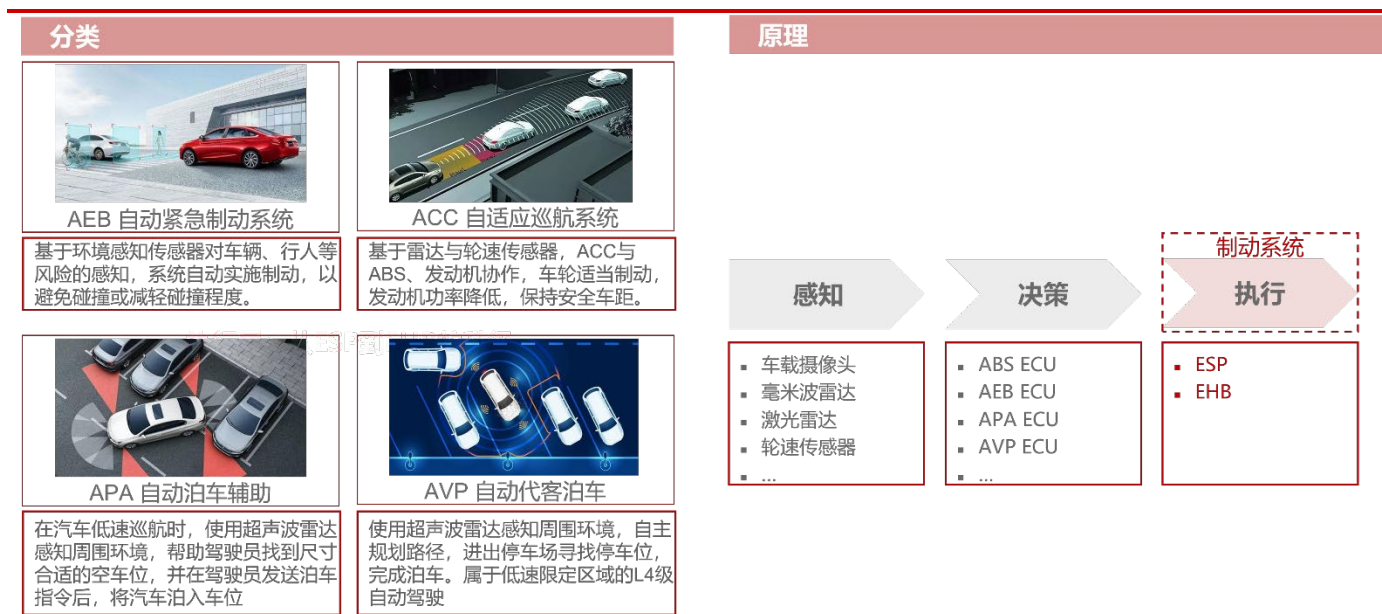 分类
AEB 自动紧急制动系统
基于环境感知传感器对车辆、行人等
风险的感知，系统自动实施制动，以
避免碰撞或减轻碰撞程度。
ACC 自适应巡航系统
基于雷达与轮速传感器，ACC与
ABS、发动机协作，车轮适当制动，
发动机功率降低，保持安全车距。
APA 自动泊车辅助
在汽车低速巡航时，使用超声波雷达
感知周围环境，帮助驾驶员找到尺寸
合适的空车位，并在驾驶员发送泊车
指令后，将汽车泊入车位
AVP 自动代客泊车
使用超声波雷达感知周围环境，自主
规划路径，进出停车场寻找停车位，
完成泊车。属于低速限定区域的L4级
自动驾驶
原理
感知
▪ 车载摄像头
▪ 毫米波雷达
▪ 激光雷达
▪ 轮速传感器
▪ ...
决策
▪ ABS ECU
▪ AEB ECU
▪ APA ECU
▪ AVP ECU
▪ ...
制动系统
执行
▪ ESP
▪ EHB